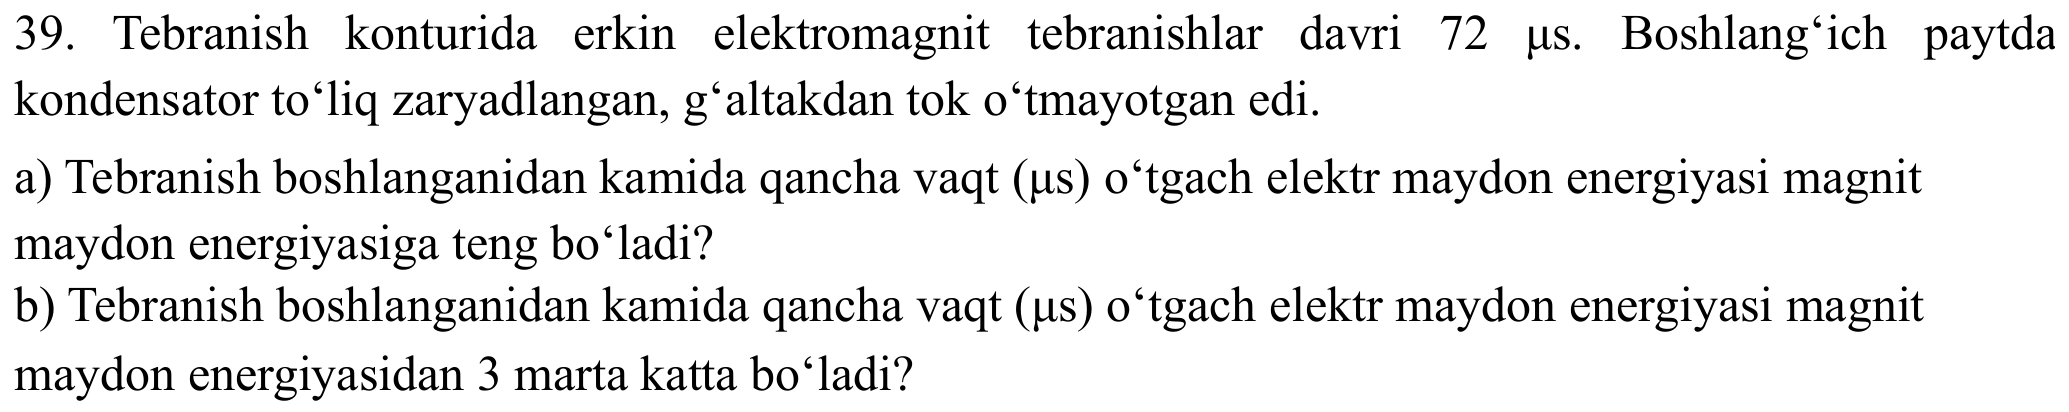 39. Tebranish konturida erkin elektromagnit tebranishlar davri 72 μs. Boshlang‘ich paytda
kondensator to‘liq zaryadlangan, g‘altakdan tok o‘tmayotgan edi.
a) Tebranish boshlanganidan kamida qancha vaqt (μs) o‘tgach elektr maydon energiyasi magnit
maydon energiyasiga teng bo‘ladi?
b) Tebranish boshlanganidan kamida qancha vaqt (μs) o‘tgach elektr maydon energiyasi magnit
maydon energiyasidan 3 marta katta bo‘ladi?